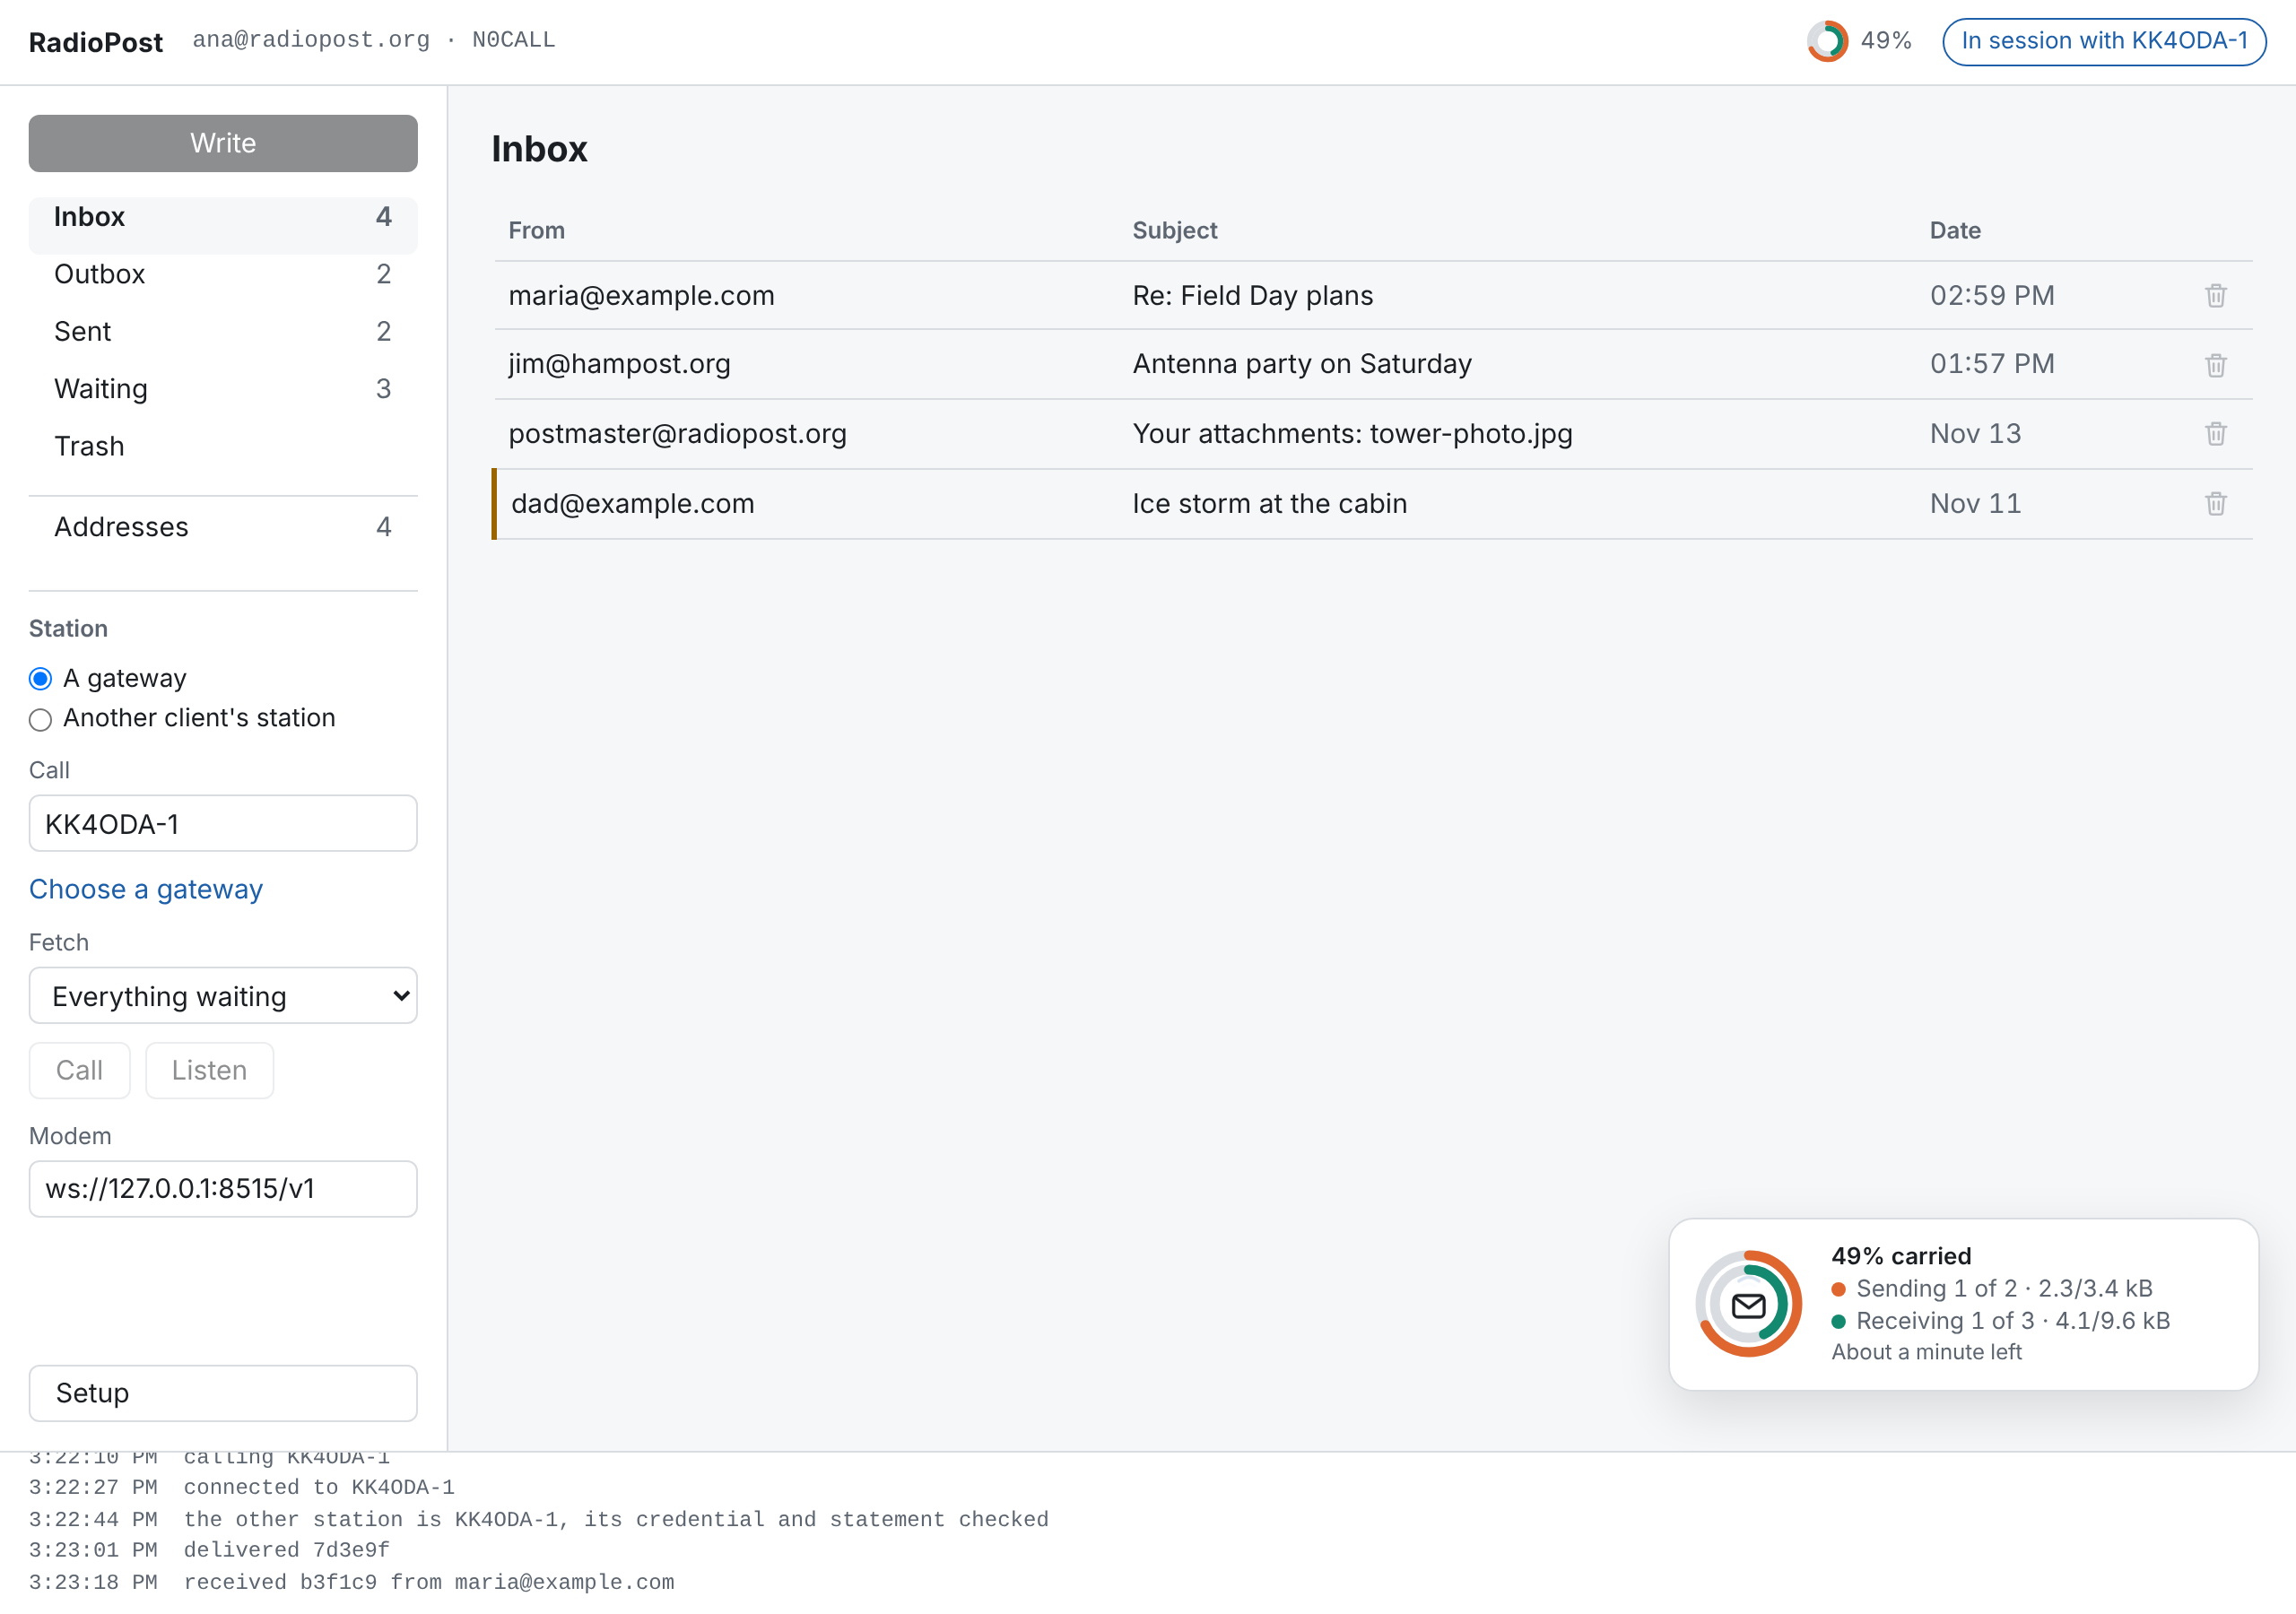 RadioPost ana@radiopost.org · N0CALL 49% In session with KK4ODA-1
Write
Inbox 4
Outbox 2
Sent 2
Waiting 3
Trash
Addresses 4
Station
A gateway
Another client's station
Call
KK4ODA-1
Choose a gateway
Fetch
Everything waiting
Call Listen
Modem
ws://127.0.0.1:8515/v1
Setup
Inbox
From Subject Date
maria@example.com Re: Field Day plans 02:59 PM
jim@hampost.org Antenna party on Saturday 01:57 PM
postmaster@radiopost.org Your attachments: tower-photo.jpg Nov 13
dad@example.com Ice storm at the cabin Nov 11
49% carried
Sending 1 of 2 · 2.3/3.4 kB
Receiving 1 of 3 · 4.1/9.6 kB
About a minute left
3:22:10 PM calling KK4ODA-1
3:22:27 PM connected to KK4ODA-1
3:22:44 PM the other station is KK4ODA-1, its credential and statement checked
3:23:01 PM delivered 7d3e9f
3:23:18 PM received b3f1c9 from maria@example.com